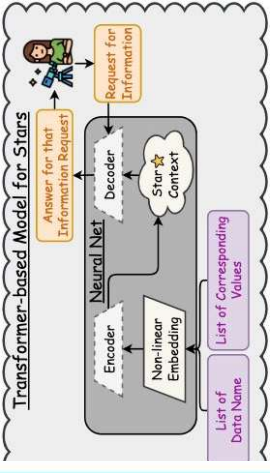 Transformer-based Model for Stars
Answer for that
Information Request
Request for
Information
Neural Net
Encoder
Decoder
Non-linear
Embedding
Star
Context
List of
Data Name
List of Corresponding
Values